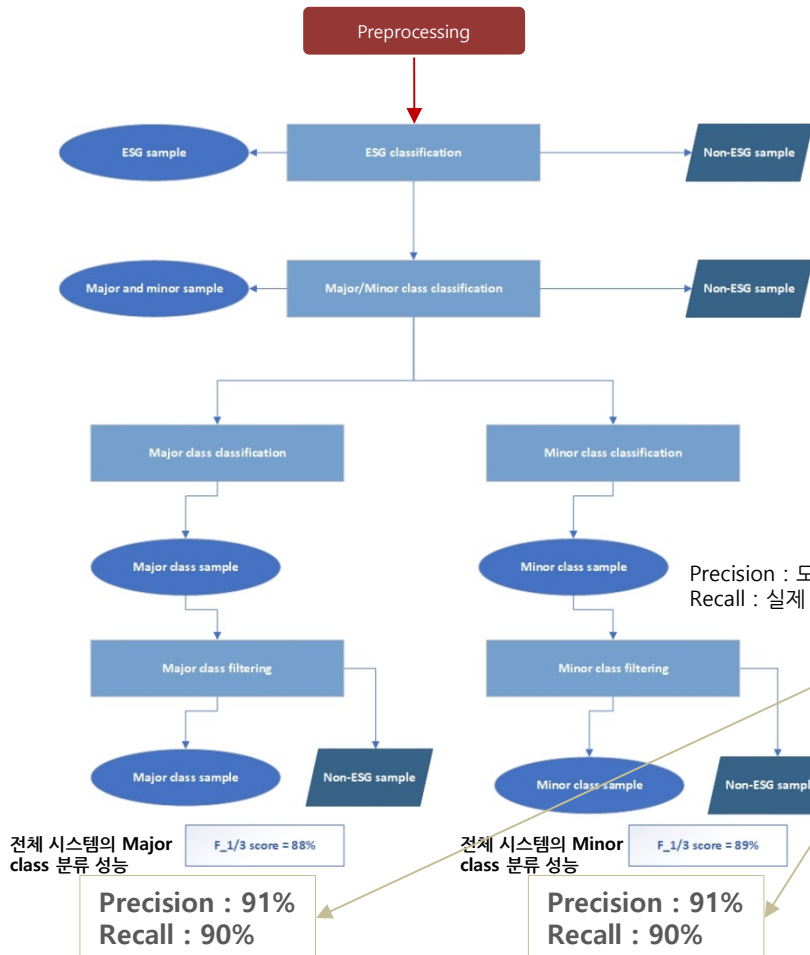 Preprocessing
ESG sample
ESG classification
Non-ESG sample
Major and minor sample
Major/Minor class classification
Non-ESG sample
Major class classification
Minor class classification
Major class sample
Minor class sample
Precision : 모
Recall : 실제
Major class filtering
Minor class filtering
Major class sample
Non-ESG sample
Minor class sample
Non-ESG sampl
전체 시스템의 Major
class 분류 성능
F_1/3 score = 88%
전체 시스템의 Minor
class 분류 성능
F_1/3 score = 89%
Precision : 91%
Recall : 90%
Precision : 91%
Recall : 90%